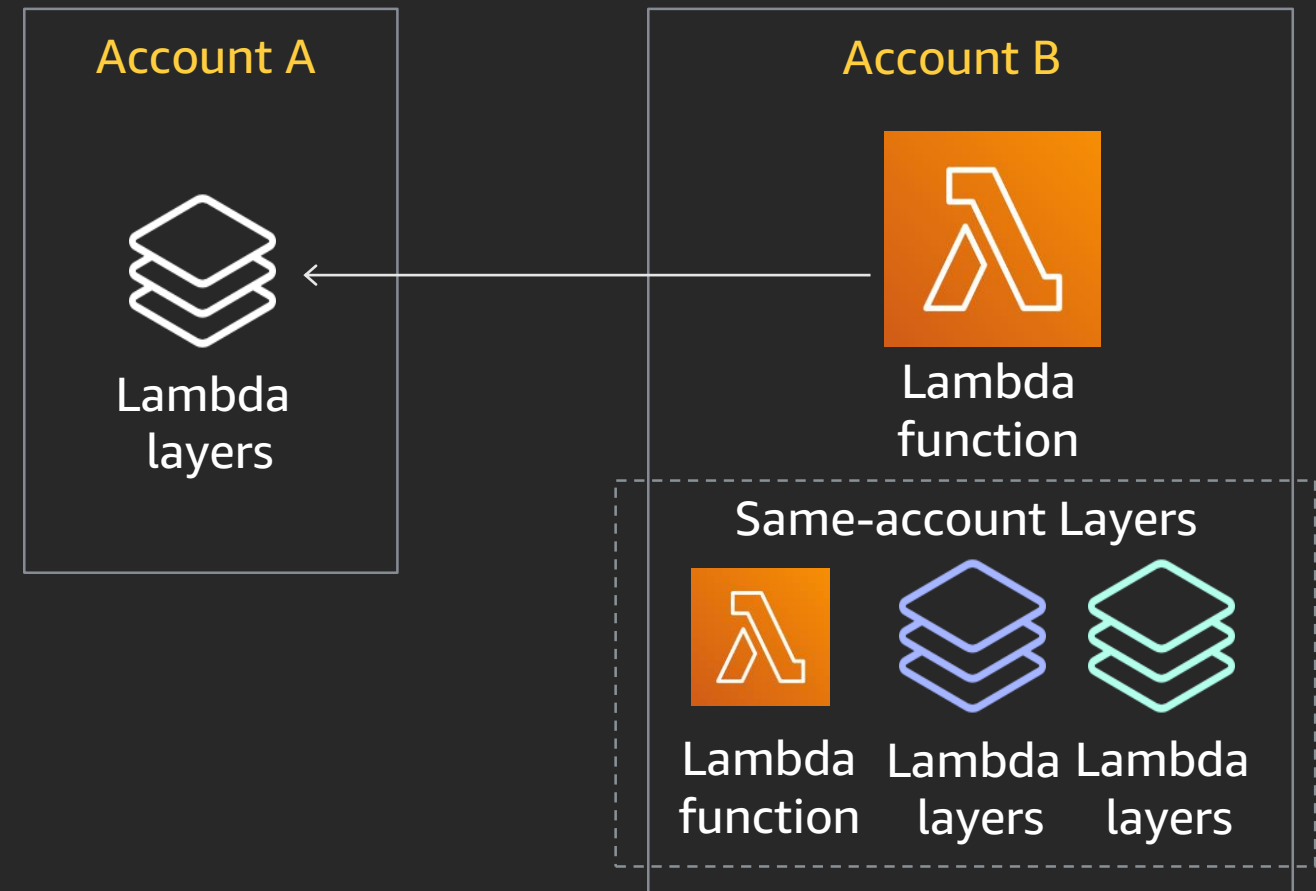 Account A
Lambda
layers
Account B
Lambda
function
Same-account Layers
Lambda
function
Lambda
layers
Lambda
layers